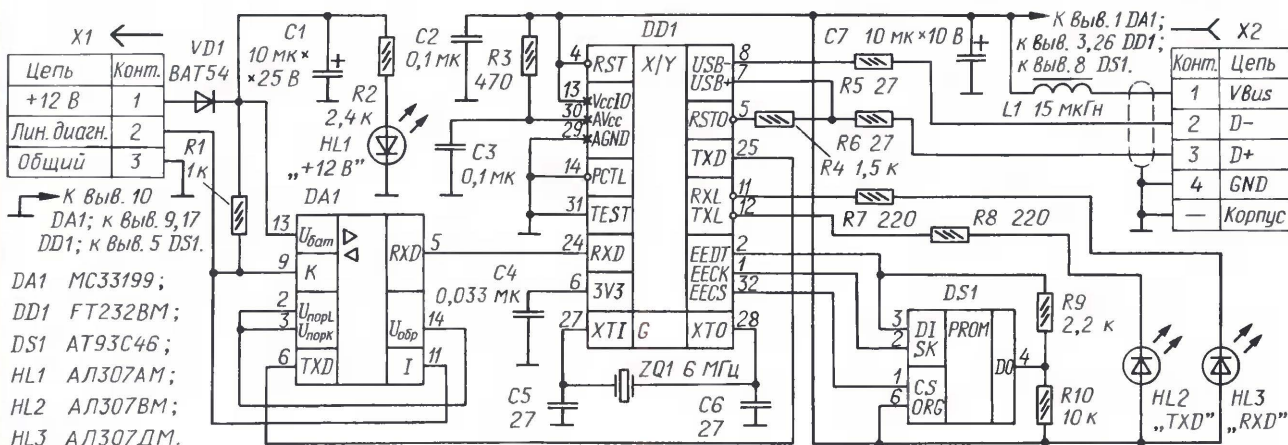 X1
Цепь Конт.
+12 В 1
Лин. диагн. 2
Общий 3
VD1
BAT54
R1
1к
К выв. 10
DA1; к выв. 9,17
DD1; к выв. 5 DS1.
DA1 MC33199;
DD1 FT232BM;
DS1 AT93C46;
HL1 АЛ307АМ;
HL2 АЛ307ВМ;
HL3 АЛ307ДМ.
C1
10 мк×
×25 В
R2
2,4 к
HL1
„+12 В"
DA1
13 Uбат
9 K
2 UпорL
3 UпорK
6 TXD
RXD 5
Uобр 14
I 11
C2
0,1 мк
R3
470
C3
0,1 мк
C4
0,033 мк
C5
27
C6
27
ZQ1 6 МГц
DD1
X/Y
G
4 RST
13 VccIO
30 AVcc
29 AGND
14 PCTL
31 TEST
24 RXD
6 3V3
27 XTI
USB- 8
USB+ 7
RSTO 5
TXD 25
RXL 11
TXL 12
EEDT 2
EECK 1
EECS 32
XTO 28
C7 10 мк×10 В
R5 27
R6 27
R4 1,5 к
R7 220
R8 220
L1 15 мкГн
К выв. 1 DA1;
к выв. 3,26 DD1;
к выв. 8 DS1.
X2
Конт. Цепь
1 VBus
2 D-
3 D+
4 GND
— Корпус
DS1
PROM
3 DI
2 SK
1 CS
6 ORG
DO 4
R9
2,2 к
R10
10 к
HL2
„TXD"
HL3
„RXD"